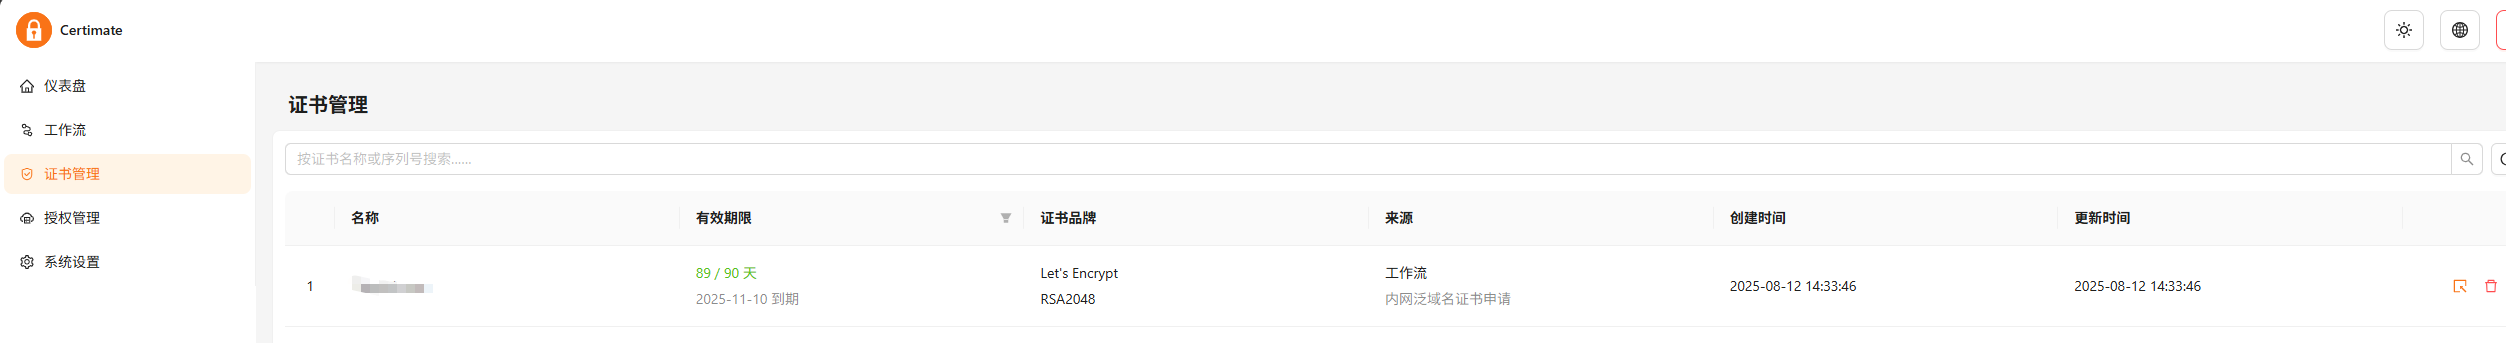 Certimate
仪表盘
工作流
证书管理
授权管理
系统设置
证书管理
按证书名称或序列号搜索……
名称 有效期限 证书品牌 来源 创建时间 更新时间
1 89 / 90 天 Let's Encrypt 工作流 2025-08-12 14:33:46 2025-08-12 14:33:46
2025-11-10 到期 RSA2048 内网泛域名证书申请